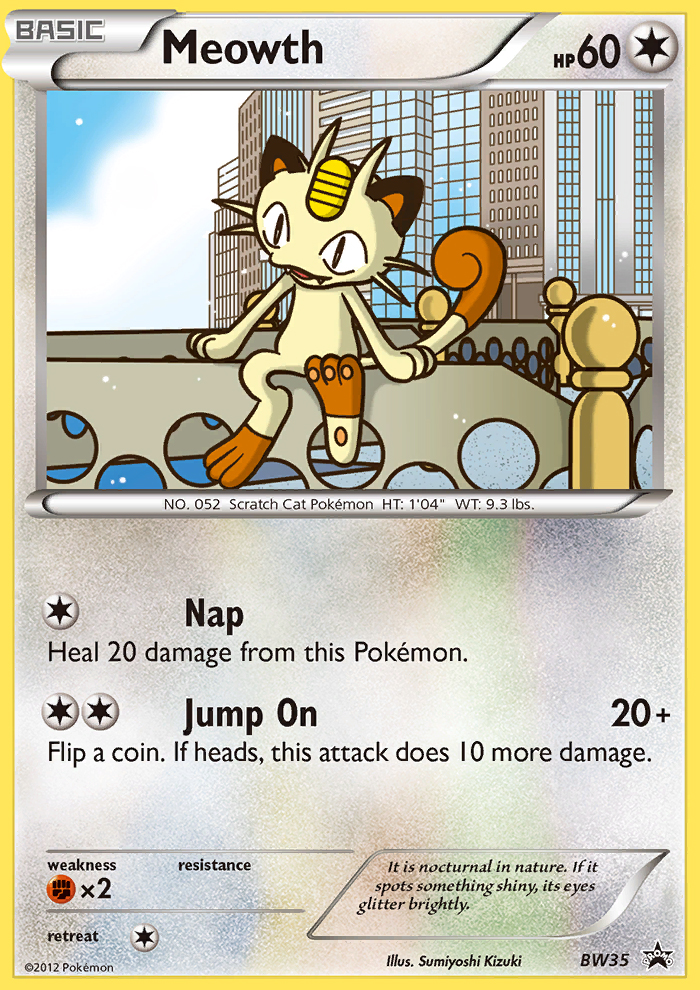 BASIC
Meowth
HP60
NO. 052 Scratch Cat Pokémon HT: 1'04" WT: 9.3 lbs.
Nap
Heal 20 damage from this Pokémon.
Jump On 20+
Flip a coin. If heads, this attack does 10 more damage.
weakness resistance
×2
It is nocturnal in nature. If it
spots something shiny, its eyes
glitter brightly.
retreat
Illus. Sumiyoshi Kizuki
BW35
PROMO
©2012 Pokémon